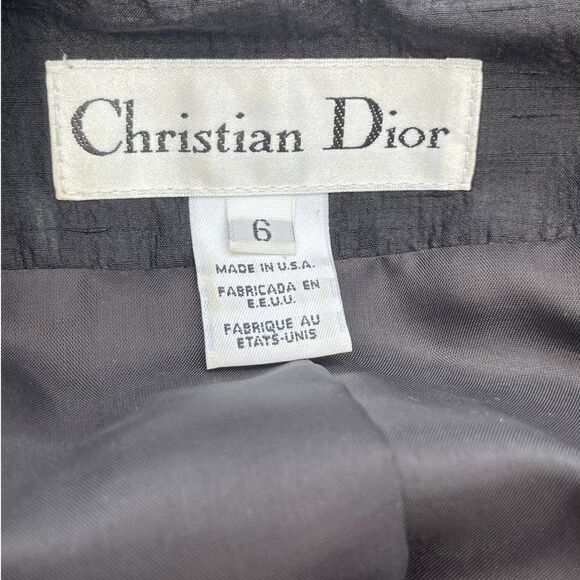 Christian Dior
6
MADE IN U.S.A.
FABRICADA EN
E.E.U.U.
FABRIQUE AU
ETATS-UNIS